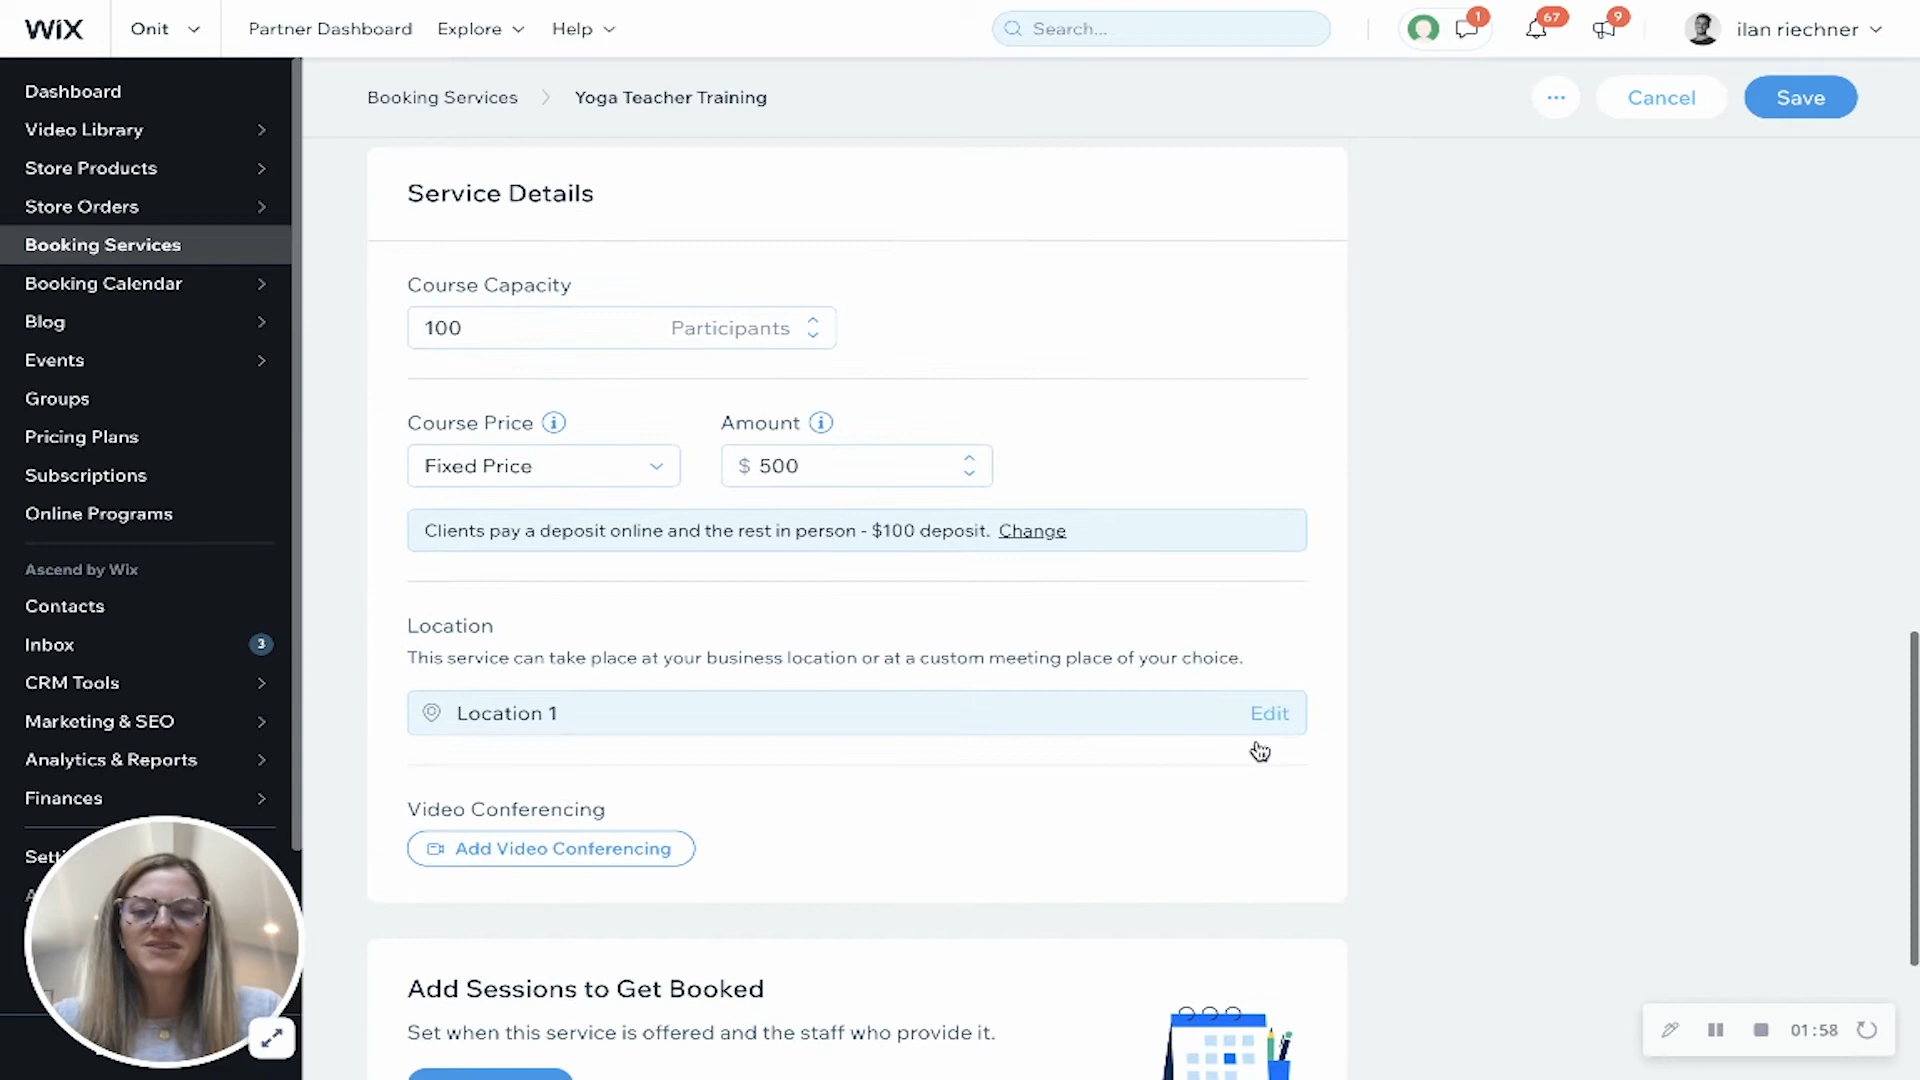 WIX
Onit
Partner Dashboard
Explore
Help
Search...
1
67
9
ilan riechner
Dashboard
Video Library
Store Products
Store Orders
Booking Services
Booking Calendar
Blog
Events
Groups
Pricing Plans
Subscriptions
Online Programs
Ascend by Wix
Contacts
Inbox
3
CRM Tools
Marketing & SEO
Analytics & Reports
Finances
Booking Services > Yoga Teacher Training
... Cancel Save
Service Details
Course Capacity
100 Participants
Course Price i Amount i
Fixed Price $ 500
Clients pay a deposit online and the rest in person - $100 deposit. Change
Location
This service can take place at your business location or at a custom meeting place of your choice.
Location 1 Edit
Video Conferencing
Add Video Conferencing
Add Sessions to Get Booked
Set when this service is offered and the staff who provide it.
01:58